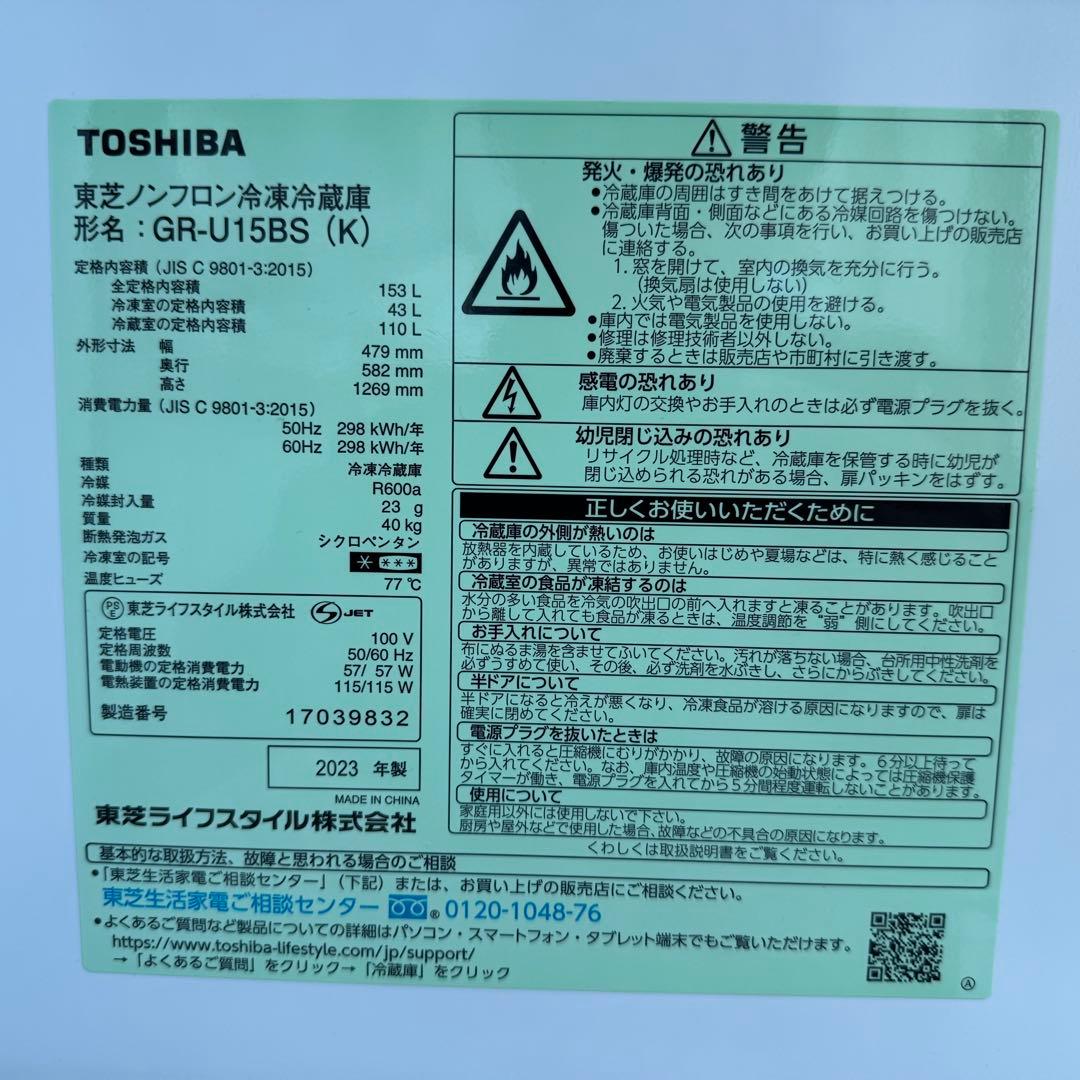 TOSHIBA
東芝ノンフロン冷凍冷蔵庫
形名：GR-U15BS（K）
定格内容積（JIS C 9801-3:2015）
全定格内容積 153 L
冷凍室の定格内容積 43 L
冷蔵室の定格内容積 110 L
外形寸法 幅 479 mm
奥行 582 mm
高さ 1269 mm
消費電力量（JIS C 9801-3:2015）
50Hz 298 kWh/年
60Hz 298 kWh/年
種類 冷凍冷蔵庫
冷媒 R600a
冷媒封入量 23 g
質量 40 kg
断熱発泡ガス シクロペンタン
冷凍室の記号 * ***
温度ヒューズ 77 ℃
PSE 東芝ライフスタイル株式会社 JET
定格電圧 100 V
定格周波数 50/60 Hz
電動機の定格消費電力 57/ 57 W
電熱装置の定格消費電力 115/115 W
製造番号 17039832
2023 年製
MADE IN CHINA
東芝ライフスタイル株式会社
警告
発火・爆発の恐れあり
●冷蔵庫の周囲はすき間をあけて据えつける。
●冷蔵庫背面・側面などにある冷媒回路を傷つけない。
傷ついた場合、次の事項を行い、お買い上げの販売店
に連絡する。
1. 窓を開けて、室内の換気を充分に行う。
（換気扇は使用しない）
2. 火気や電気製品の使用を避ける。
●庫内では電気製品を使用しない。
●修理は修理技術者以外しない。
●廃棄するときは販売店や市町村に引き渡す。
感電の恐れあり
庫内灯の交換やお手入れのときは必ず電源プラグを抜く。
幼児閉じ込みの恐れあり
リサイクル処理時など、冷蔵庫を保管する時に幼児が
閉じ込められる恐れがある場合、扉パッキンをはずす。
正しくお使いいただくために
冷蔵庫の外側が熱いのは
放熱器を内蔵しているため、お使いはじめや夏場などは、特に熱く感じること
がありますが、異常ではありません。
冷蔵室の食品が凍結するのは
水分の多い食品を冷気の吹出口の前へ入れますと凍ることがあります。吹出口
から離して入れても食品が凍るときは、温度調節を“弱”側にしてください。
お手入れについて
布にぬるま湯を含ませてふいてください。汚れが落ちない場合、台所用中性洗剤を
必ずうすめて使い、その後、必ず洗剤を水ぶきし、さらにからぶきしてください。
半ドアについて
半ドアになると冷えが悪くなり、冷凍食品が溶ける原因になりますので、扉は
確実に閉めてください。
電源プラグを抜いたときは
すぐに入れると圧縮機にむりがかかり、故障の原因になります。6分以上待って
から入れてください。なお、庫内温度や圧縮機の始動状態によっては圧縮機保護
タイマーが働き、電源プラグを入れてから5分間程度運転しないことがあります。
使用について
家庭用以外には使用しないで下さい。
厨房や屋外などで使用した場合、故障などの不具合の原因になります。
くわしくは取扱説明書をご覧ください。
基本的な取扱方法、故障と思われる場合のご相談
●「東芝生活家電ご相談センター」（下記）または、お買い上げの販売店にご相談ください。
東芝生活家電ご相談センター ® 0120-1048-76
●よくあるご質問など製品についての詳細はパソコン・スマートフォン・タブレット端末でもご覧いただけます。
https://www.toshiba-lifestyle.com/jp/support/
→「よくあるご質問」をクリック→「冷蔵庫」をクリック
Ⓐ